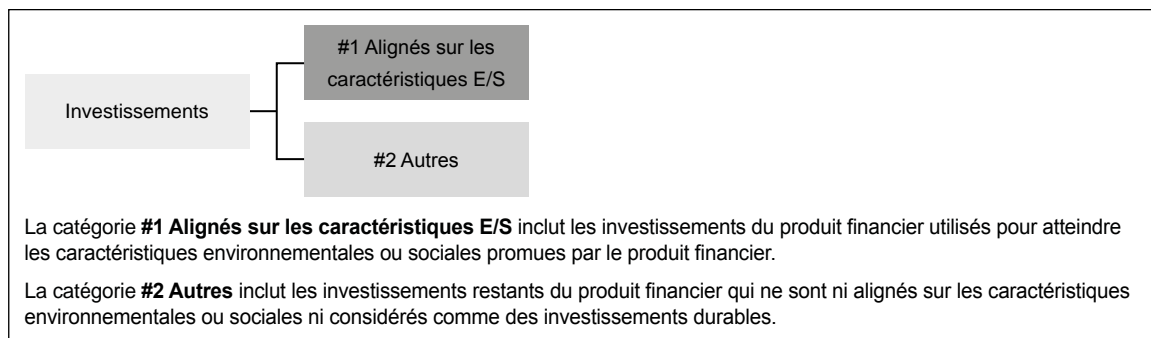 #1 Alignés sur les
caractéristiques E/S
Investissements
#2 Autres
La catégorie #1 Alignés sur les caractéristiques E/S inclut les investissements du produit financier utilisés pour atteindre
les caractéristiques environnementales ou sociales promues par le produit financier.
La catégorie #2 Autres inclut les investissements restants du produit financier qui ne sont ni alignés sur les caractéristiques
environnementales ou sociales ni considérés comme des investissements durables.